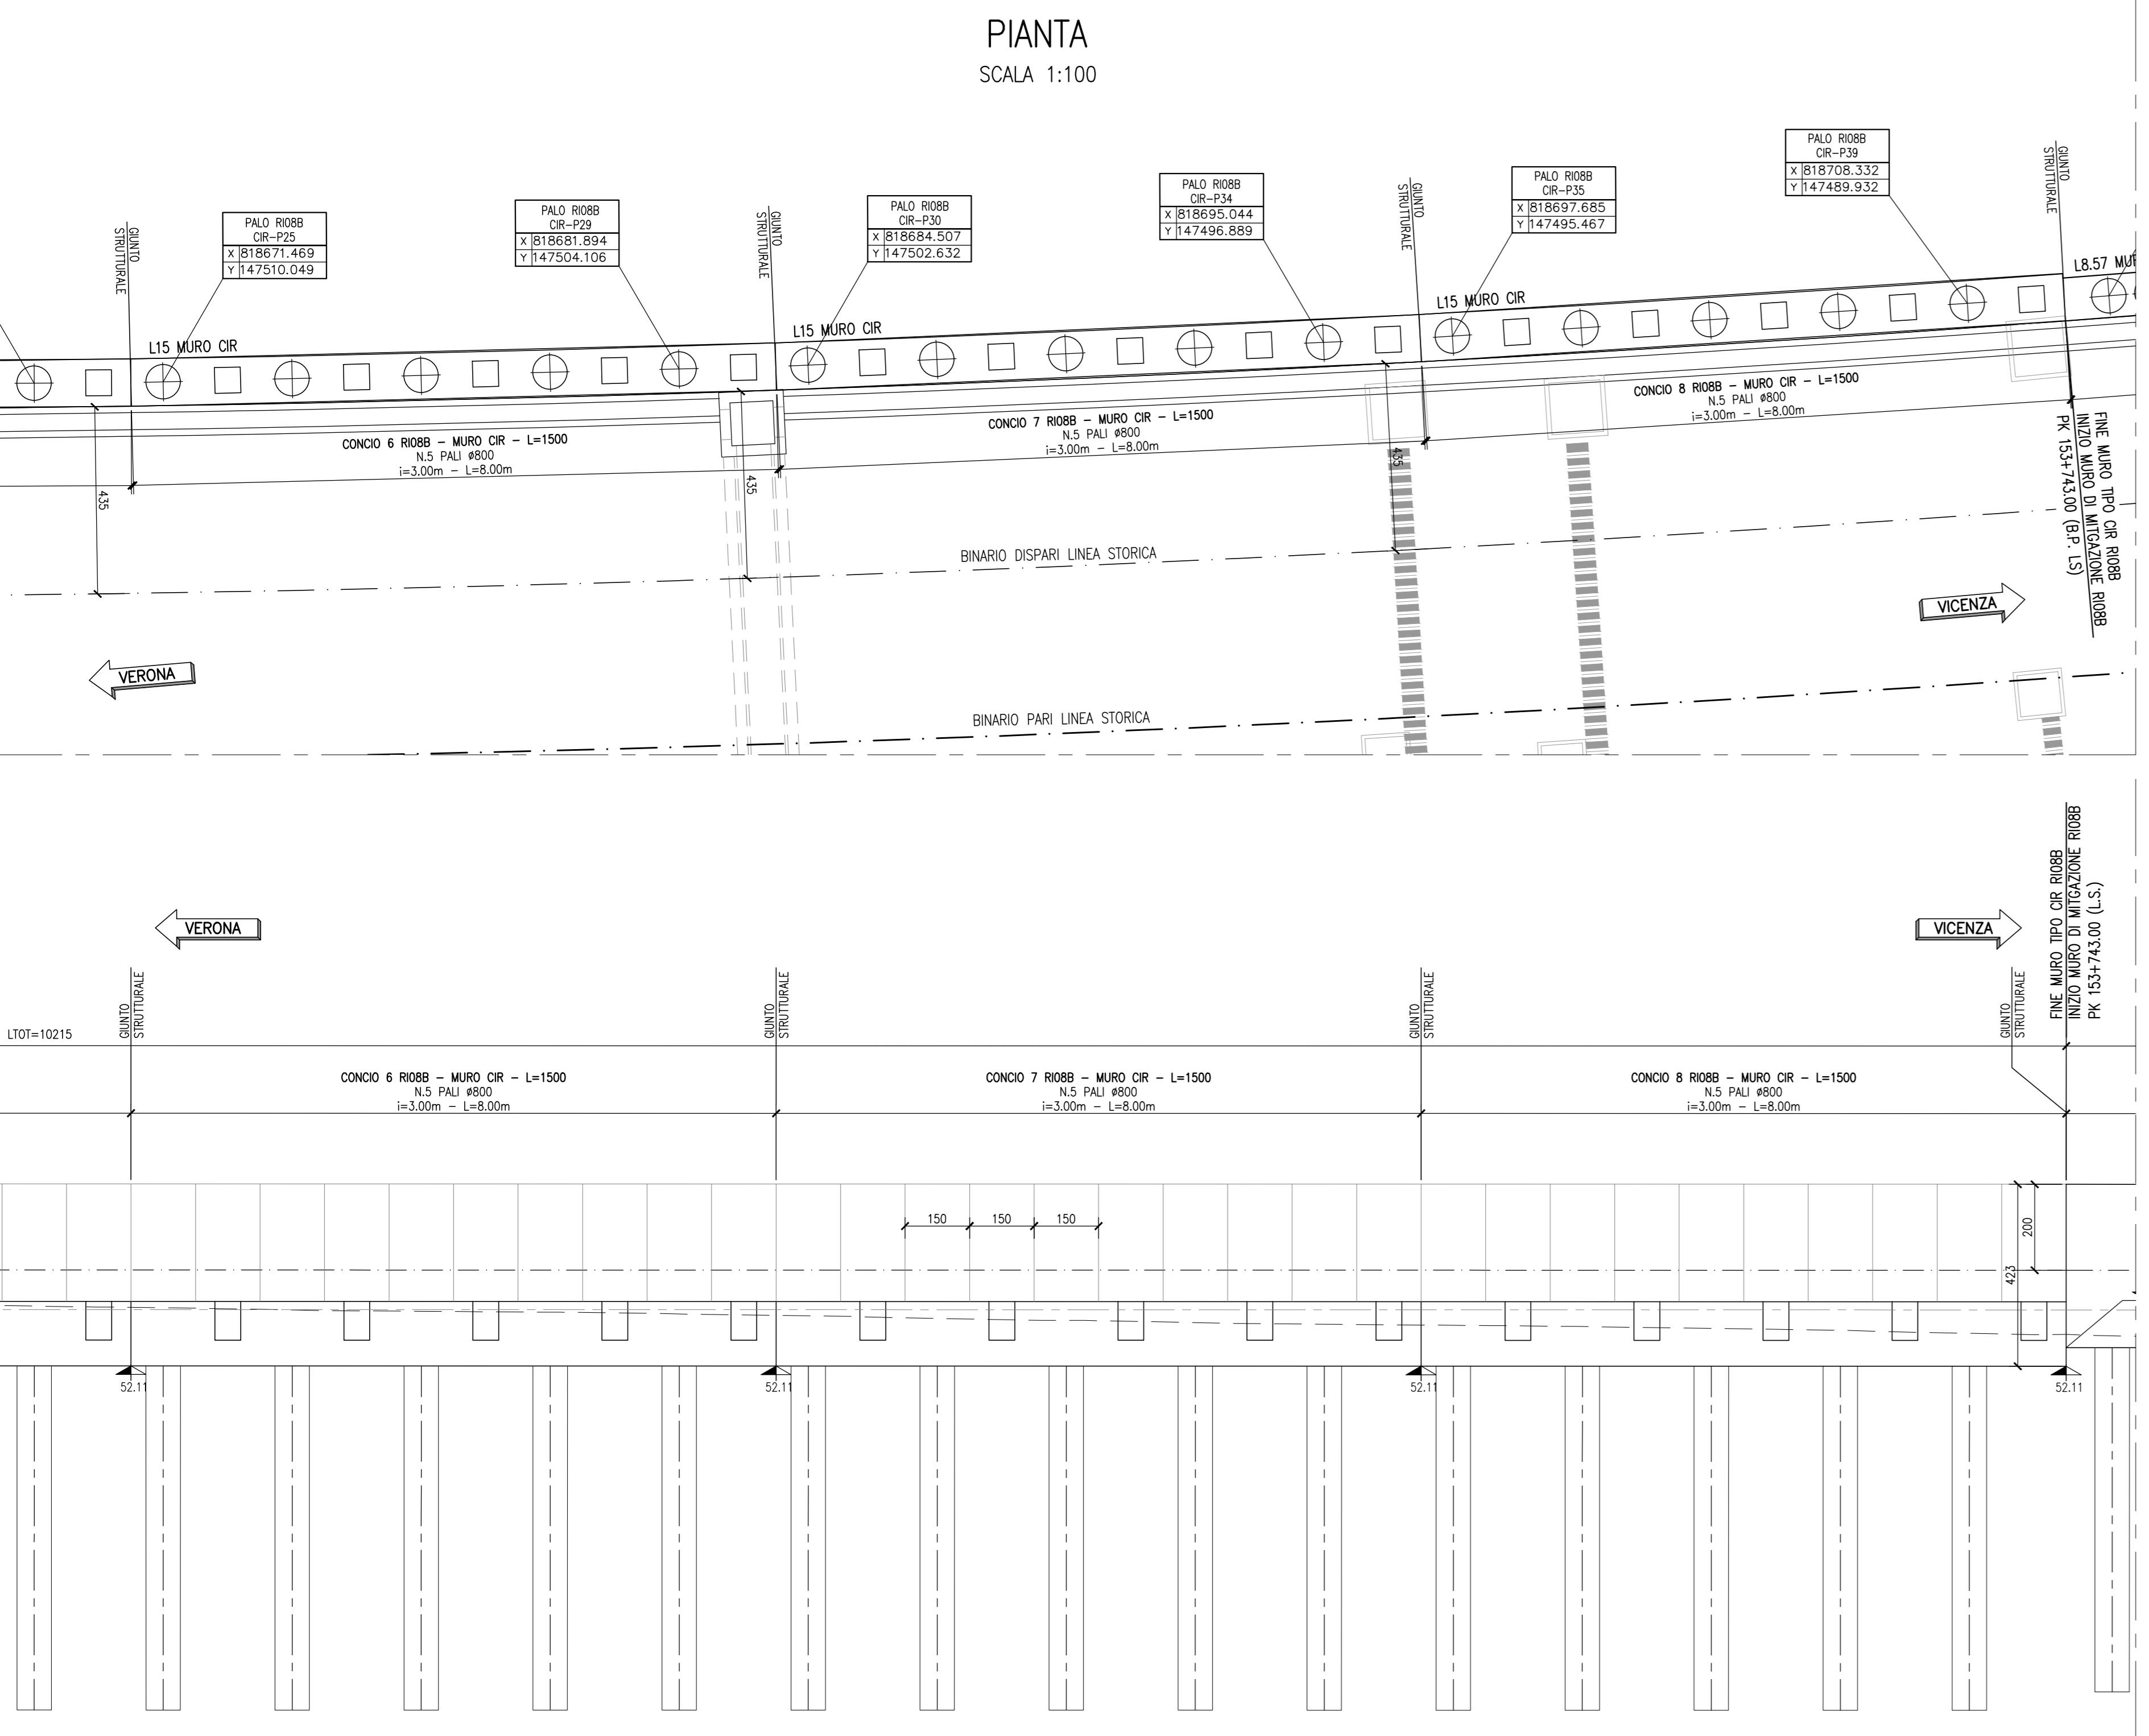 PIANTA
SCALA 1:100
PALO RI08B
CIR-P25
X 818671.469
Y 147510.049
PALO RI08B
CIR-P29
X 818681.894
Y 147504.106
PALO RI08B
CIR-P30
X 818684.507
Y 147502.632
PALO RI08B
CIR-P34
X 818695.044
Y 147496.889
PALO RI08B
CIR-P35
X 818697.685
Y 147495.467
PALO RI08B
CIR-P39
X 818708.332
Y 147489.932
GIUNTO
STRUTTURALE
GIUNTO
STRUTTURALE
GIUNTO
STRUTTURALE
GIUNTO
STRUTTURALE
L15 MURO CIR
L15 MURO CIR
L15 MURO CIR
L8.57
CONCIO 6 RI08B - MURO CIR - L=1500
N.5 PALI ø800
i=3.00m - L=8.00m
CONCIO 7 RI08B - MURO CIR - L=1500
N.5 PALI ø800
i=3.00m - L=8.00m
CONCIO 8 RI08B - MURO CIR - L=1500
N.5 PALI ø800
i=3.00m - L=8.00m
435
435
435
FINE MURO TIPO CIR RI08B
INIZIO MURO DI MITGAZIONE RI08B
PK 153+743.00 (B.P. LS)
BINARIO DISPARI LINEA STORICA
VICENZA
VERONA
BINARIO PARI LINEA STORICA
VERONA
VICENZA
FINE MURO TIPO CIR RI08B
INIZIO MURO DI MITGAZIONE RI08B
PK 153+743.00 (L.S.)
GIUNTO
STRUTTURALE
GIUNTO
STRUTTURALE
GIUNTO
STRUTTURALE
GIUNTO
STRUTTURALE
LTOT=10215
CONCIO 6 RI08B - MURO CIR - L=1500
N.5 PALI ø800
i=3.00m - L=8.00m
CONCIO 7 RI08B - MURO CIR - L=1500
N.5 PALI ø800
i=3.00m - L=8.00m
CONCIO 8 RI08B - MURO CIR - L=1500
N.5 PALI ø800
i=3.00m - L=8.00m
150 150 150
200
423
52.11
52.11
52.11
52.11